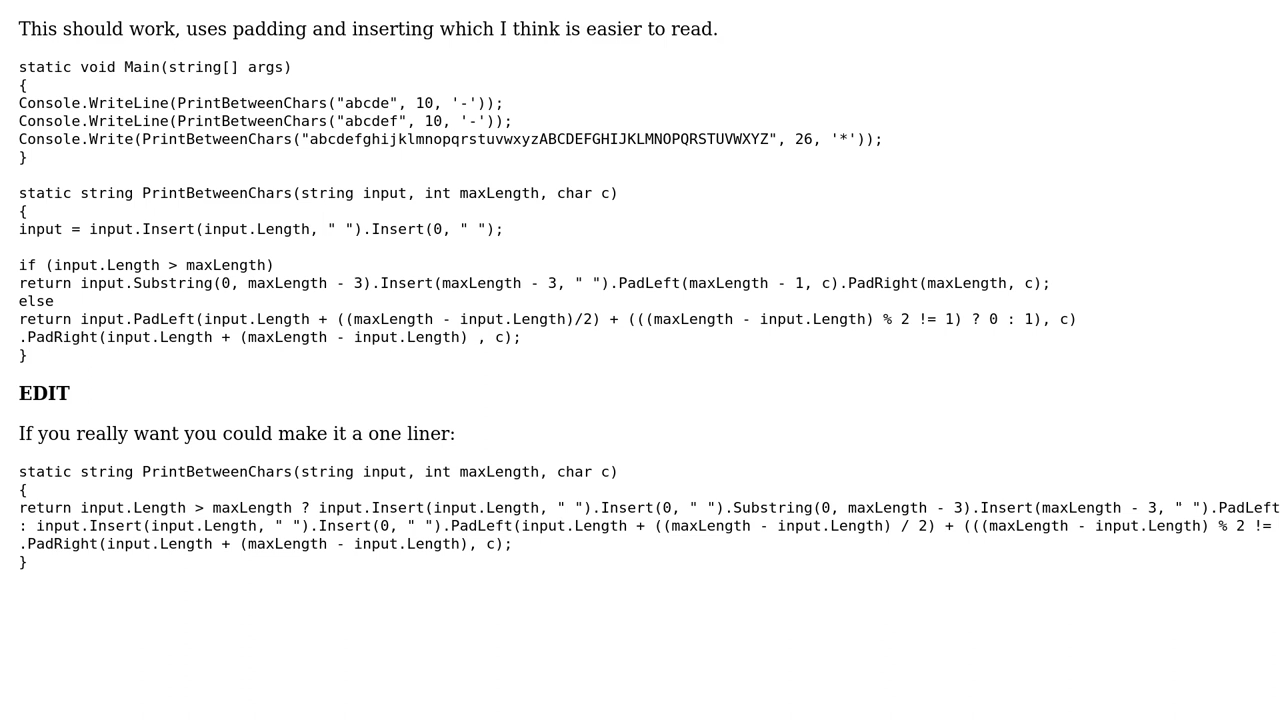 This should work, uses padding and inserting which I think is easier to read.
static void Main(string[] args)
{
Console.WriteLine(PrintBetweenChars("abcde", 10, '-'));
Console.WriteLine(PrintBetweenChars("abcdef", 10, '-'));
Console.Write(PrintBetweenChars("abcdefghijklmnopqrstuvwxyzABCDEFGHIJKLMNOPQRSTUVWXYZ", 26, '*'));
}
static string PrintBetweenChars(string input, int maxLength, char c)
{
input = input.Insert(input.Length, " ").Insert(0, " ");
if (input.Length > maxLength)
return input.Substring(0, maxLength - 3).Insert(maxLength - 3, " ").PadLeft(maxLength - 1, c).PadRight(maxLength, c);
else
return input.PadLeft(input.Length + ((maxLength - input.Length)/2) + (((maxLength - input.Length) % 2 != 1) ? 0 : 1), c)
.PadRight(input.Length + (maxLength - input.Length) , c);
}
EDIT
If you really want you could make it a one liner:
static string PrintBetweenChars(string input, int maxLength, char c)
{
return input.Length > maxLength ? input.Insert(input.Length, " ").Insert(0, " ").Substring(0, maxLength - 3).Insert(maxLength - 3, " ").PadLeft
: input.Insert(input.Length, " ").Insert(0, " ").PadLeft(input.Length + ((maxLength - input.Length) / 2) + (((maxLength - input.Length) % 2 !=
.PadRight(input.Length + (maxLength - input.Length), c);
}